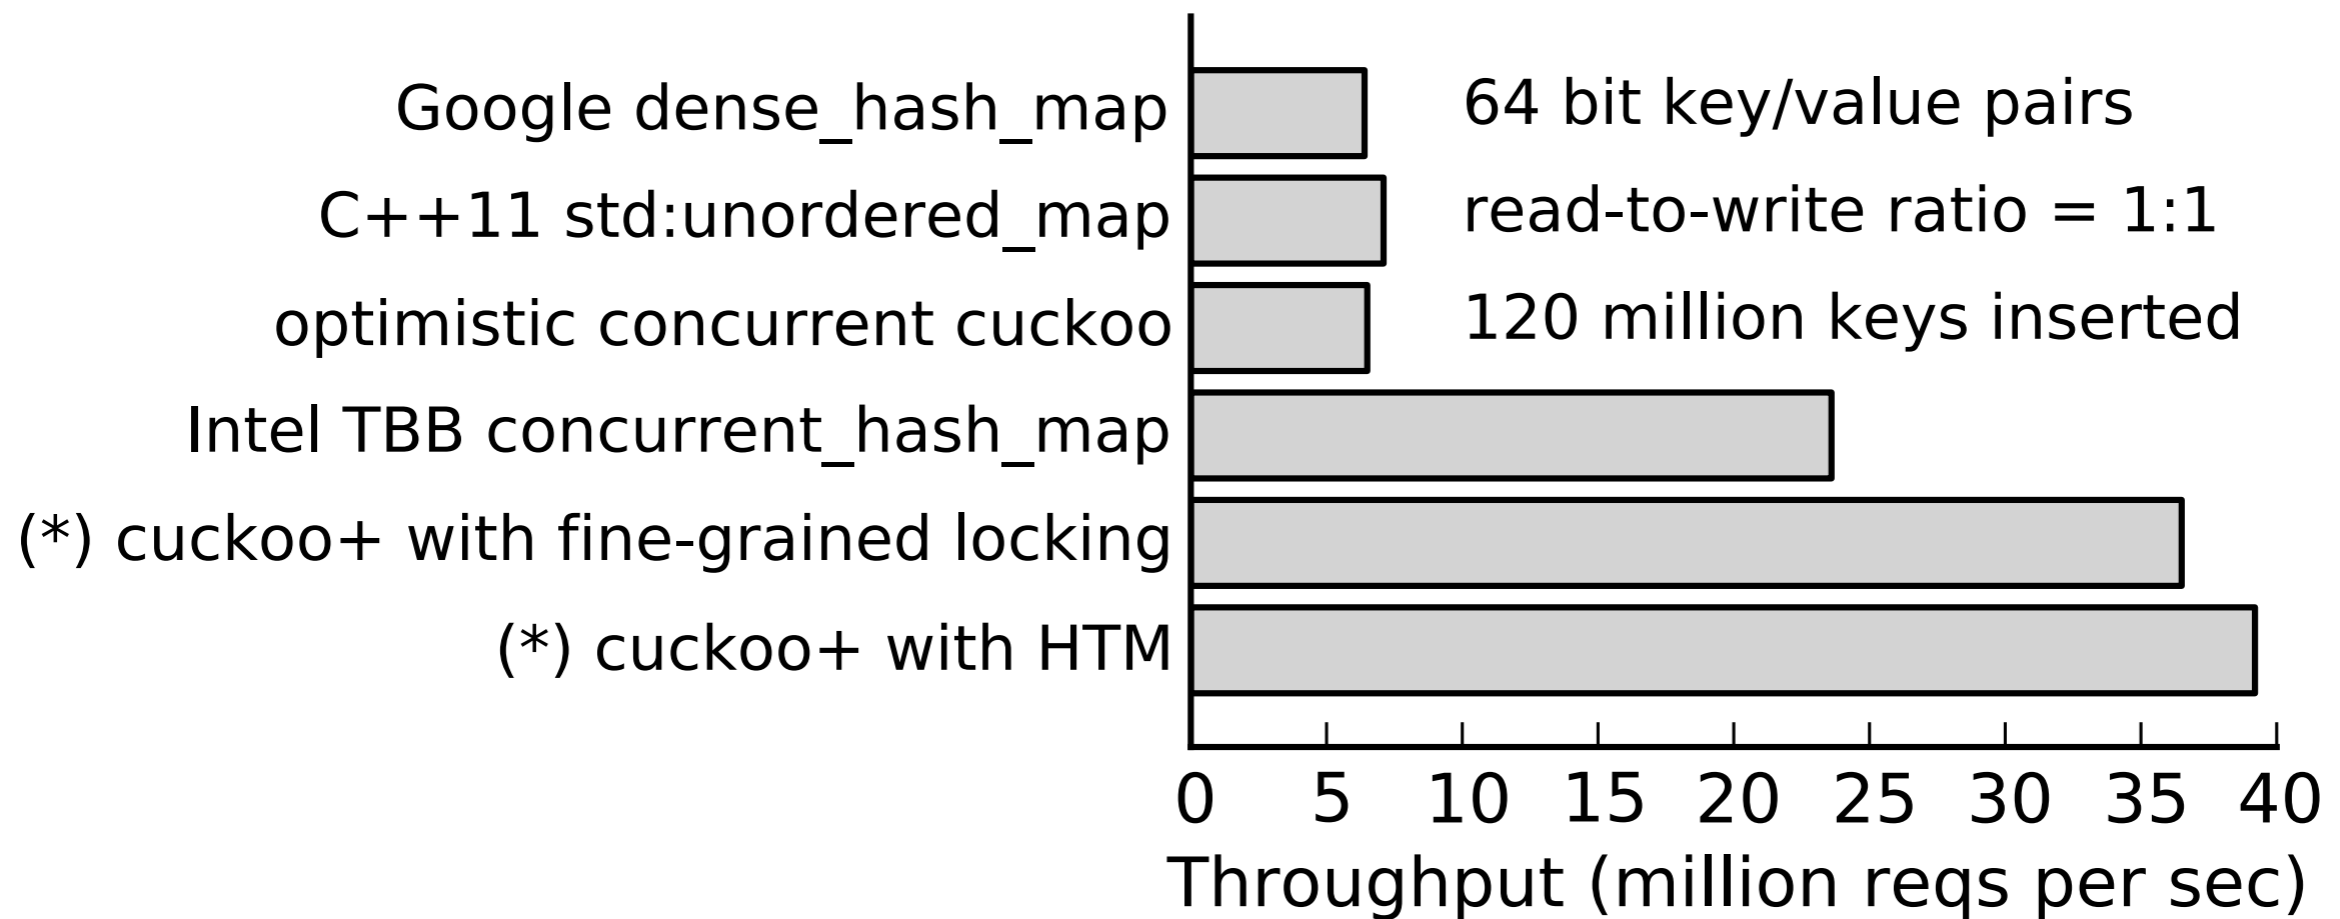 Google dense_hash_map
64 bit key/value pairs
C++11 std:unordered_map
read-to-write ratio = 1:1
optimistic concurrent cuckoo
120 million keys inserted
Intel TBB concurrent_hash_map
(*) cuckoo+ with fine-grained locking
(*) cuckoo+ with HTM
0 5 10 15 20 25 30 35 40
Throughput (million reqs per sec)